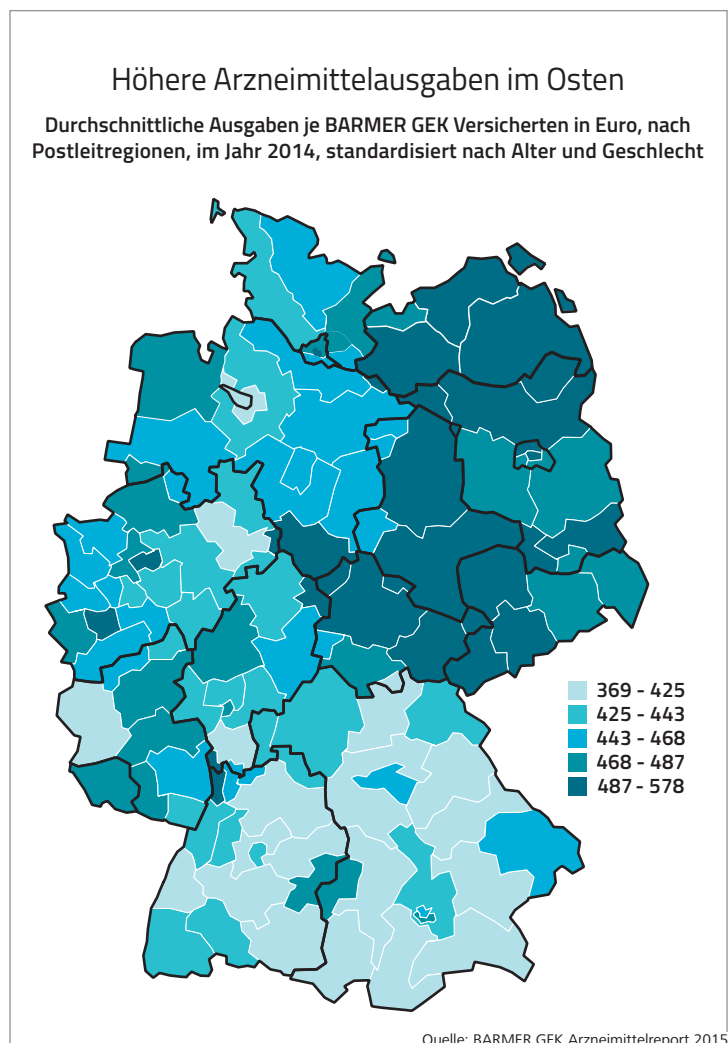 Höhere Arzneimittelausgaben im Osten
Durchschnittliche Ausgaben je BARMER GEK Versicherten in Euro, nach
Postleitregionen, im Jahr 2014, standardisiert nach Alter und Geschlecht
369 - 425
425 - 443
443 - 468
468 - 487
487 - 578
Quelle: BARMER GEK Arzneimittelreport 2015